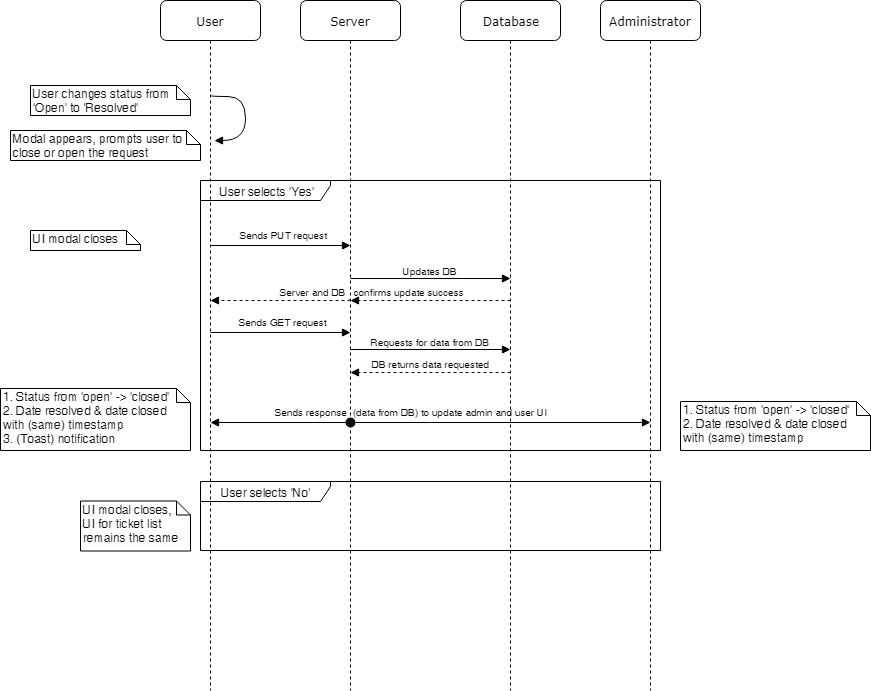 User
Server
Database
Administrator
User changes status from
'Open' to 'Resolved'
Modal appears, prompts user to
close or open the request
User selects 'Yes'
UI modal closes
Sends PUT request
Updates DB
Server and DB confirms update success
Sends GET request
Requests for data from DB
DB returns data requested
1. Status from 'open' -> 'closed'
2. Date resolved & date closed
with (same) timestamp
3. (Toast) notification
Sends response (data from DB) to update admin and user UI
1. Status from 'open' -> 'closed'
2. Date resolved & date closed
with (same) timestamp
User selects 'No'
UI modal closes,
UI for ticket list
remains the same